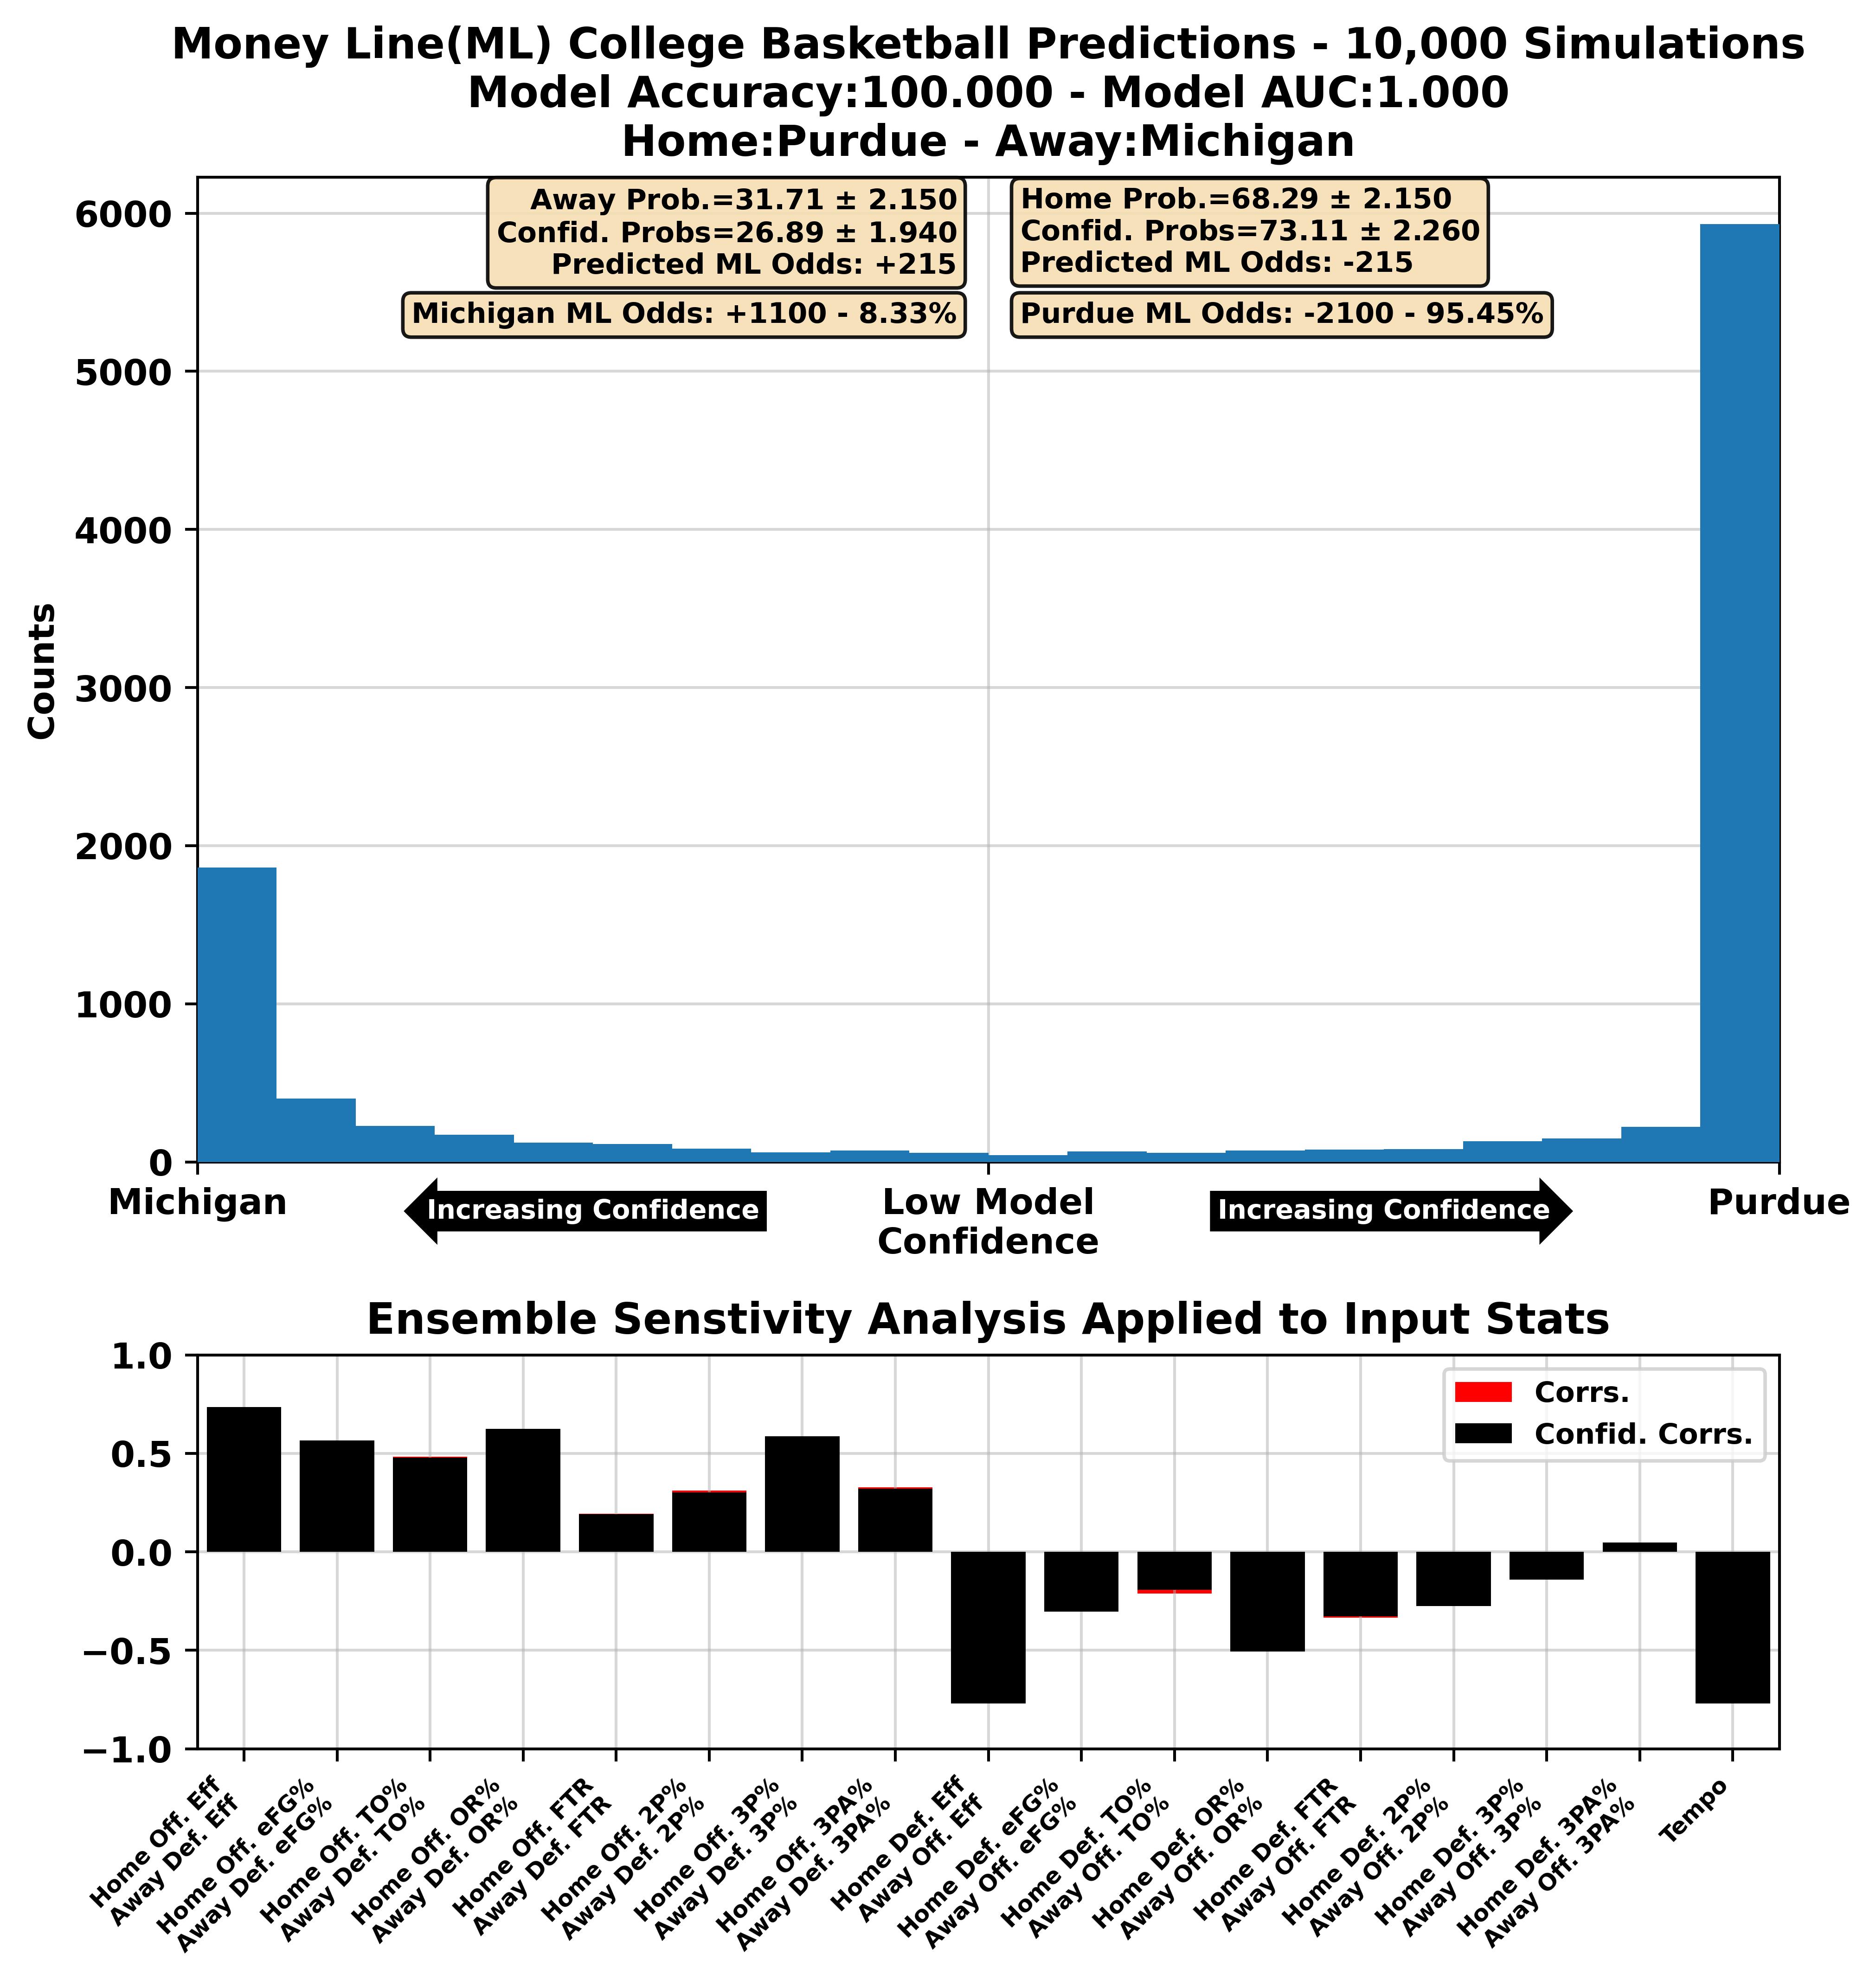 Money Line(ML) College Basketball Predictions - 10,000 Simulations
Model Accuracy:100.000 - Model AUC:1.000
Home:Purdue - Away:Michigan
Away Prob.=31.71 ± 2.150
Confid. Probs=26.89 ± 1.940
Predicted ML Odds: +215
Michigan ML Odds: +1100 - 8.33%
Home Prob.=68.29 ± 2.150
Confid. Probs=73.11 ± 2.260
Predicted ML Odds: -215
Purdue ML Odds: -2100 - 95.45%
Counts
6000
5000
4000
3000
2000
1000
0
Michigan
Increasing Confidence
Low Model
Confidence
Increasing Confidence
Purdue
Ensemble Senstivity Analysis Applied to Input Stats
1.0
0.5
0.0
−0.5
−1.0
Corrs.
Confid. Corrs.
Home Off. Eff
Away Def. Eff
Home Off. eFG%
Away Def. eFG%
Home Off. TO%
Away Def. TO%
Home Off. OR%
Away Def. OR%
Home Off. FTR
Away Def. FTR
Home Off. 2P%
Away Def. 2P%
Home Off. 3P%
Away Def. 3P%
Home Off. 3PA%
Away Def. 3PA%
Home Def. Eff
Away Off. Eff
Home Def. eFG%
Away Off. eFG%
Home Def. TO%
Away Off. TO%
Home Def. OR%
Away Off. OR%
Home Def. FTR
Away Off. FTR
Home Def. 2P%
Away Off. 2P%
Home Def. 3P%
Away Off. 3P%
Home Def. 3PA%
Away Off. 3PA%
Tempo